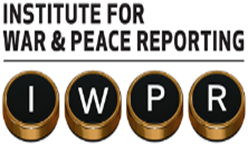 INSTITUTE FOR
WAR & PEACE REPORTING
I W P R